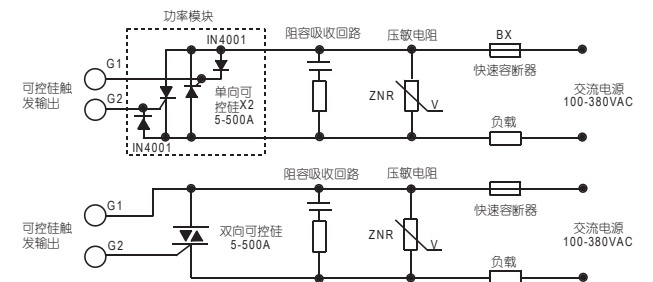 功率模块
阻容吸收回路
压敏电阻
BX
IN4001
G1
快速容断器
可控硅触
发输出
G2
单向可
控硅X2
5-500A
ZNR
V
交流电源
100-380VAC
负载
IN4001
阻容吸收回路
压敏电阻
G1
快速容断器
可控硅触
发输出
G2
双向可控硅
5-500A
ZNR
V
交流电源
100-380VAC
负载